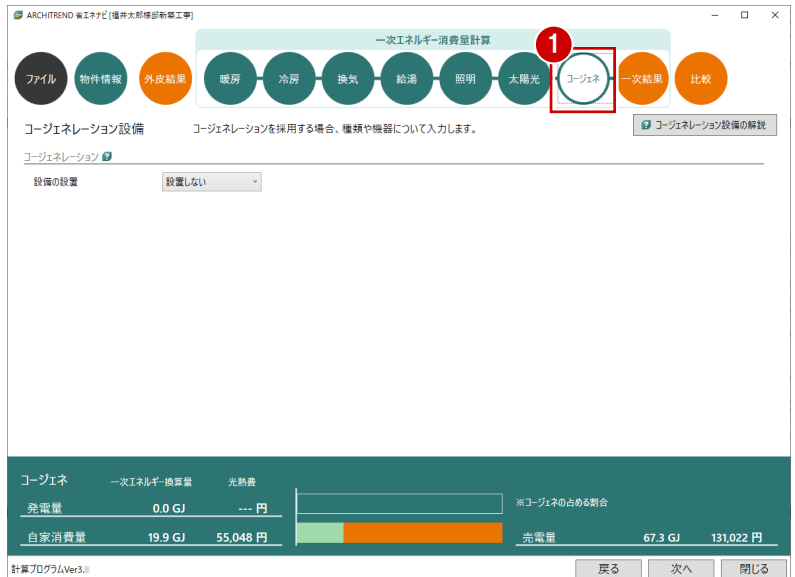 ARCHITREND 省エネナビ[福井太郎様邸新築工事]
一次エネルギー消費量計算
1
ファイル 物件情報 外皮結果 暖房 冷房 換気 給湯 照明 太陽光 コージェネ 一次結果 比較
コージェネレーション設備 コージェネレーションを採用する場合、種類や機器について入力します。 コージェネレーション設備の解説
コージェネレーション
設備の設置 設置しない
コージェネ 一次エネルギー換算量 光熱費
発電量 0.0 GJ --- 円
※コージェネの占める割合
自家消費量 19.9 GJ 55,048 円 売電量 67.3 GJ 131,022 円
計算プログラムVer3.
戻る 次へ 閉じる